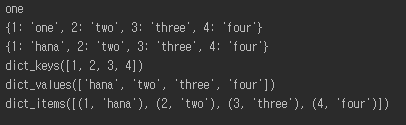 one
{1: 'one', 2: 'two', 3: 'three', 4: 'four'}
{1: 'hana', 2: 'two', 3: 'three', 4: 'four'}
dict_keys([1, 2, 3, 4])
dict_values(['hana', 'two', 'three', 'four'])
dict_items([(1, 'hana'), (2, 'two'), (3, 'three'), (4, 'four')])